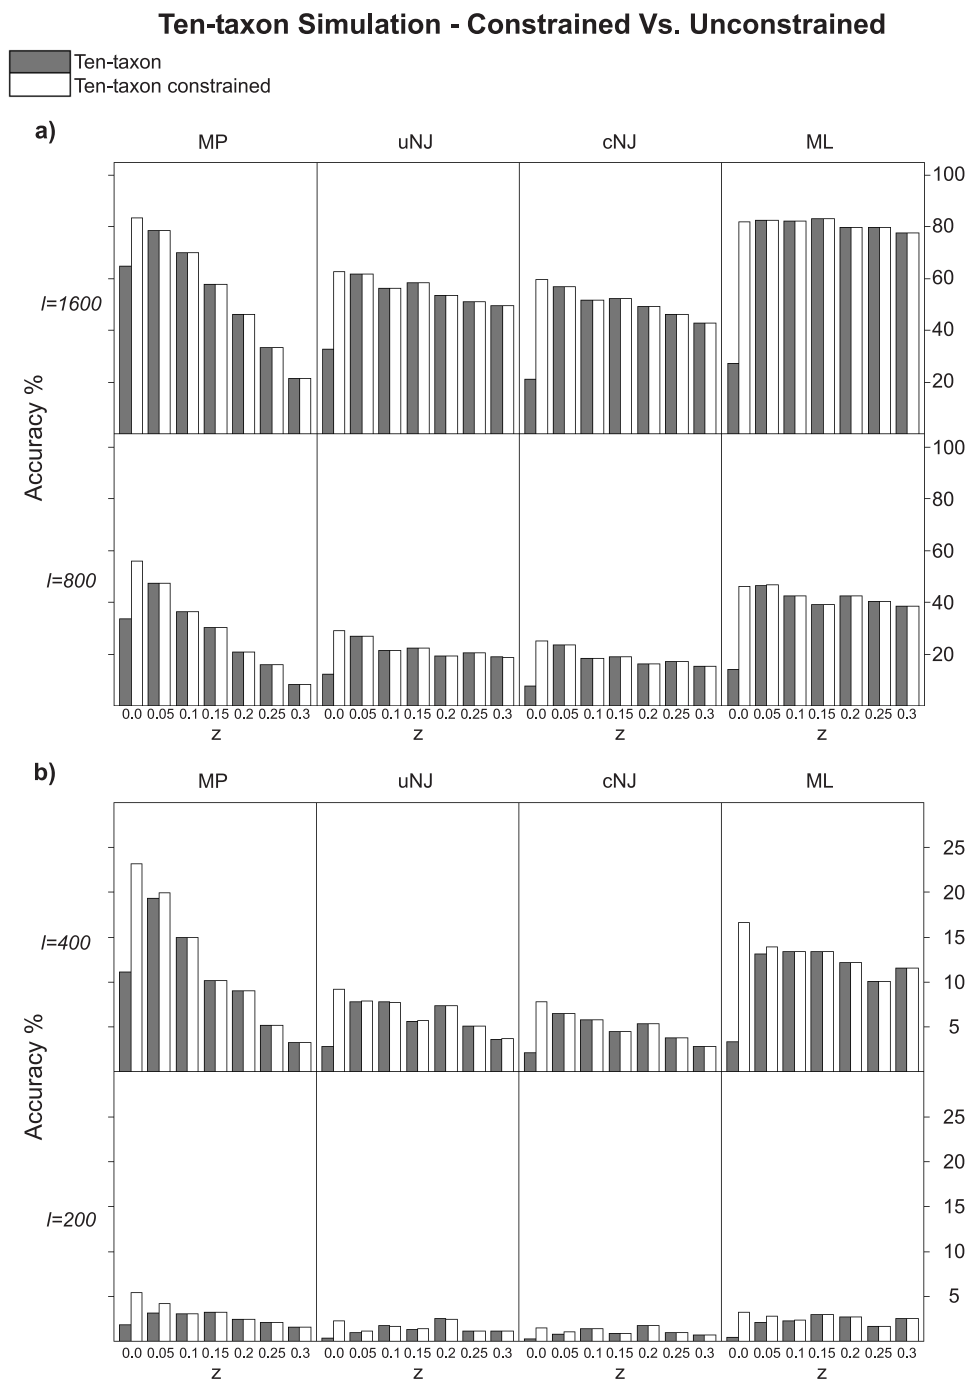 Ten-taxon Simulation - Constrained Vs. Unconstrained
Ten-taxon
Ten-taxon constrained
a)
MP uNJ cNJ ML
100
80
60
l=1600
40
20
Accuracy %
100
80
60
l=800
40
20
0.0 0.05 0.1 0.15 0.2 0.25 0.3 0.0 0.05 0.1 0.15 0.2 0.25 0.3 0.0 0.05 0.1 0.15 0.2 0.25 0.3 0.0 0.05 0.1 0.15 0.2 0.25 0.3
z z z z
b)
MP uNJ cNJ ML
25
20
l=400
15
10
5
Accuracy %
25
20
15
l=200
10
5
0.0 0.05 0.1 0.15 0.2 0.25 0.3 0.0 0.05 0.1 0.15 0.2 0.25 0.3 0.0 0.05 0.1 0.15 0.2 0.25 0.3 0.0 0.05 0.1 0.15 0.2 0.25 0.3
z z z z